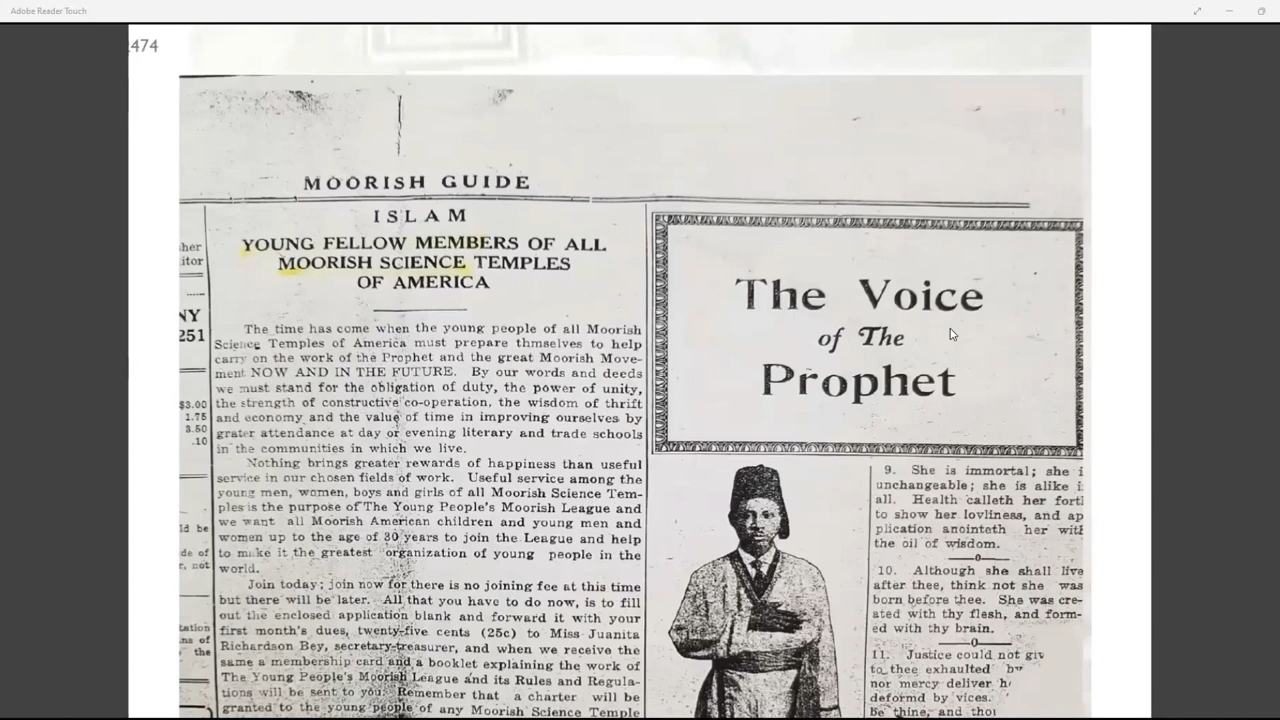 Adobe Reader Touch
474
MOORISH GUIDE
her
itor
NY
251
$3.00
1.75
3.50
.10
ld be
de of
r, not
tation
ns of
the
ISLAM
YOUNG FELLOW MEMBERS OF ALL
MOORISH SCIENCE TEMPLES
OF AMERICA
The time has come when the young people of all Moorish
Science Temples of America must prepare thmselves to help
carry on the work of the Prophet and the great Moorish Move-
ment NOW AND IN THE FUTURE. By our words and deeds
we must stand for the obligation of duty, the power of unity,
the strength of constructive co-operation, the wisdom of thrift
and economy and the value of time in improving ourselves by
grater attendance at day or evening literary and trade schools
in the communities in which we live.
Nothing brings greater rewards of happiness than useful
service in our chosen fields of work. Useful service among the
young men, women, boys and girls of all Moorish Science Tem-
ples is the purpose of The Young People's Moorish League and
we want all Moorish American children and young men and
women up to the age of 30 years to join the League and help
to make it the greatest organization of young people in the
world.
Join today; join now for there is no joining fee at this time
but there will be later. All that you have to do now, is to fill
out the enclosed application blank and forward it with your
first month's dues, twenty-five cents (25c) to Miss Juanita
Richardson Bey, secretary-treasurer, and when we receive the
same a membership card and a booklet explaining the work of
The Young People's Moorish League and its Rules and Regula-
tions will be sent to you. Remember that a charter will be
granted to the young people of any Moorish Science Temple
The Voice
of The
Prophet
9. She is immortal; she i
unchangeable; she is alike i
all. Health calleth her fortl
to show her lovliness, and ap
plication anointeth her with
the oil of wisdom.
10. Although she shall live
after thee, think not she was
born before thee. She was cre-
ated with thy flesh, and form-
ed with thy brain.
11. Justice could not giv
to thee exhausted
nor mercy deliver
deformd by vices.
be thine, and